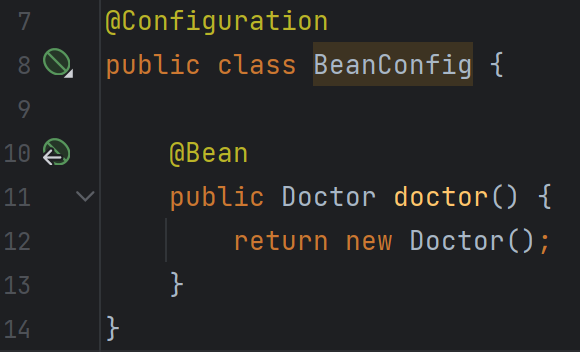 7 @Configuration
8 public class BeanConfig {
9
10 @Bean
11 public Doctor doctor() {
12 return new Doctor();
13 }
14 }